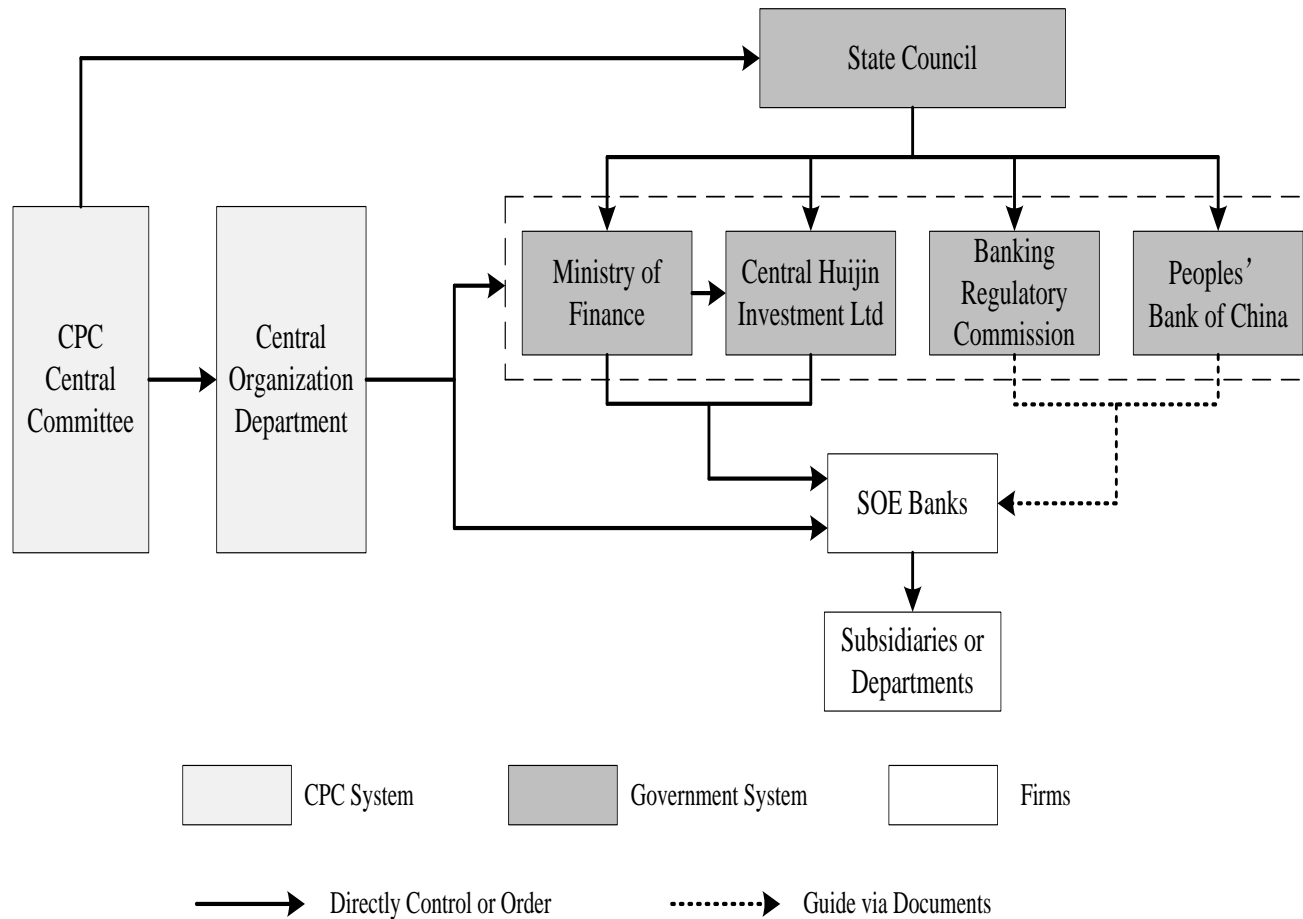 State Council
CPC
Central
Committee
Central
Organization
Department
Ministry of
Finance
Central Huijin
Investment Ltd
Banking
Regulatory
Commission
Peoples’
Bank of China
SOE Banks
Subsidiaries or
Departments
CPC System
Government System
Firms
Directly Control or Order
Guide via Documents